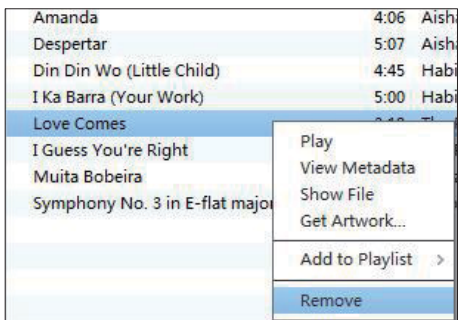 Amanda 4:06 Aish
Despertar 5:07 Aish
Din Din Wo (Little Child) 4:45 Habi
I Ka Barra (Your Work) 5:00 Habi
Love Comes
I Guess You're Right
Muita Bobeira
Symphony No. 3 in E-flat major
Play
View Metadata
Show File
Get Artwork...
Add to Playlist >
Remove